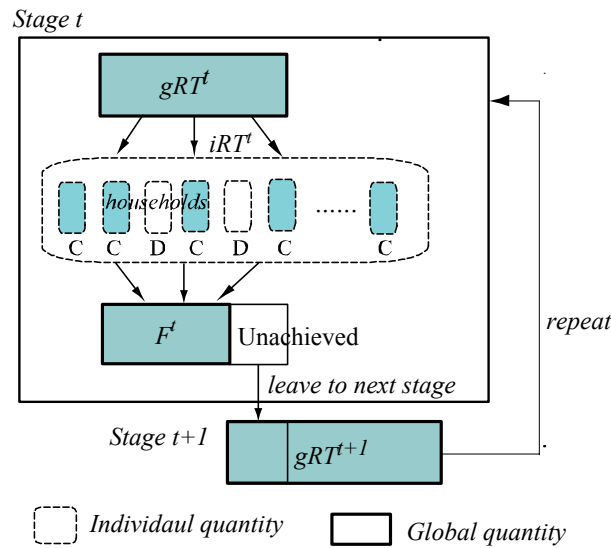 Stage t
gRT^t
iRT^t
households
C C D C D C ...... C
F^t Unachieved
leave to next stage
repeat
Stage t+1
gRT^{t+1}
Individaul quantity Global quantity